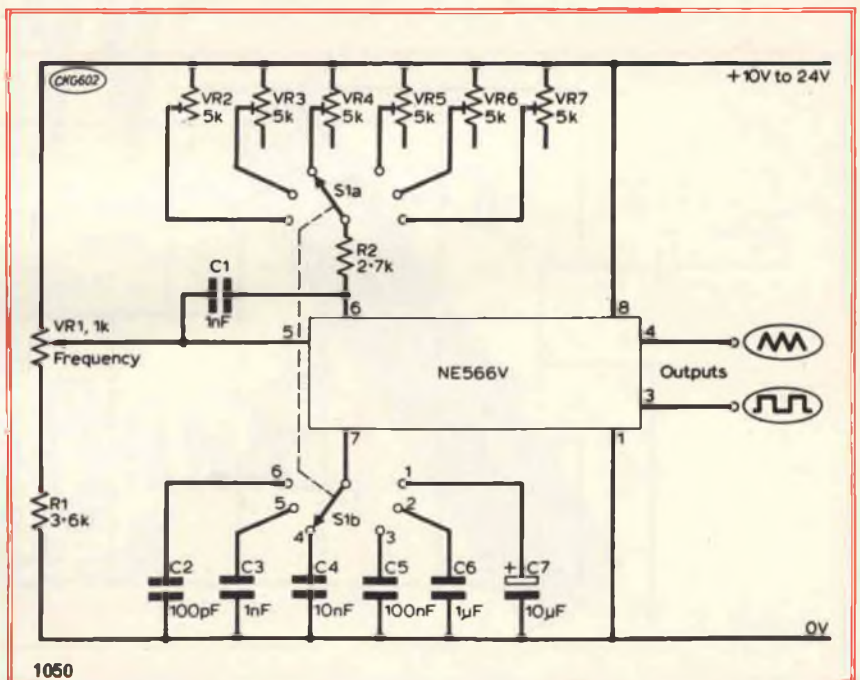 CKG602
+10V to 24V
VR2
5k
VR3
5k
VR4
5k
VR5
5k
VR6
5k
VR7
5k
S1a
R2
2·7k
C1
1nF
VR1, 1k
Frequency
5
6
8
4
NE566V
Outputs
3
7
1
6
5
4
S1b
1
2
3
R1
3·6k
C2
100pF
C3
1nF
C4
10nF
C5
100nF
C6
1µF
+ C7
10µF
0V
1050